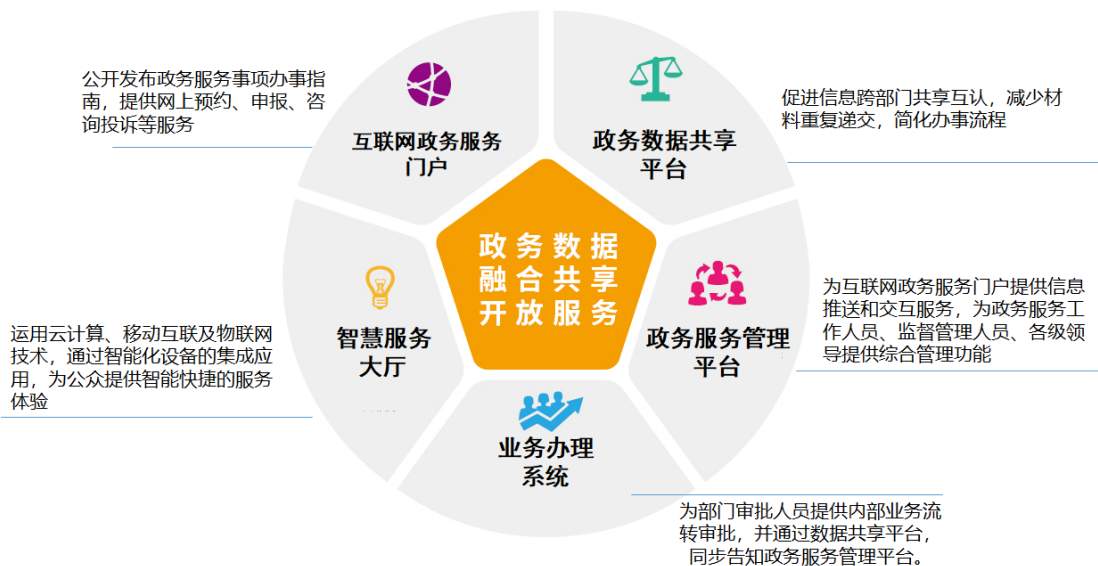 公开发布政务服务事项办事指
南，提供网上预约、申报、咨
询投诉等服务
互联网政务服务
门户
政务数据共享
平台
促进信息跨部门共享互认，减少材
料重复递交，简化办事流程
政务数据
融合共享
开放服务
运用云计算、移动互联及物联网
技术，通过智能化设备的集成应
用，为公众提供智能快捷的服务
体验
智慧服务
大厅
政务服务管理
平台
为互联网政务服务门户提供信息
推送和交互服务，为政务服务工
作人员、监督管理人员、各级领
导提供综合管理功能
业务办理
系统
为部门审批人员提供内部业务流
转审批，并通过数据共享平台，
同步告知政务服务管理平台。